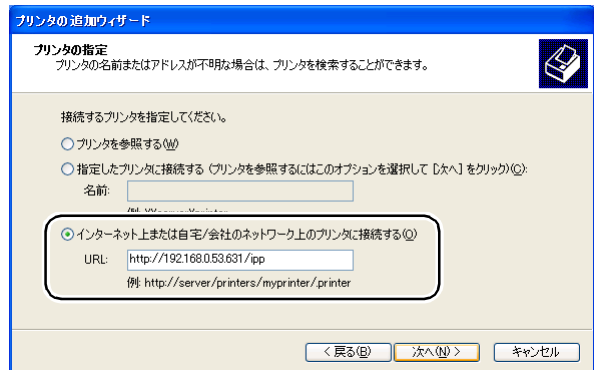 プリンタの追加ウィザード
プリンタの指定
プリンタの名前またはアドレスが不明な場合は、プリンタを検索することができます。
接続するプリンタを指定してください。
プリンタを参照する(W)
指定したプリンタに接続する (プリンタを参照するにはこのオプションを選択して [次へ] をクリック)(C):
名前:
インターネット上または自宅/会社のネットワーク上のプリンタに接続する(O)
URL: http://192.168.0.53.631/ipp
例: http://server/printers/myprinter/.printer
< 戻る(B) 次へ(N) > キャンセル